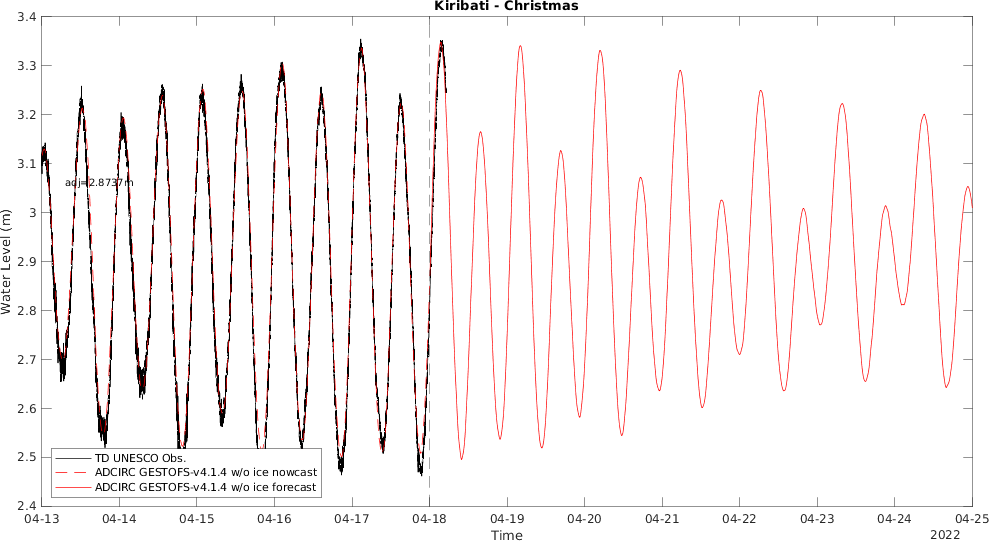 Kiribati - Christmas
3.4
3.3
3.2
3.1
3
2.9
2.8
2.7
2.6
2.5
2.4
Water Level (m)
adj=2.8737m
TD UNESCO Obs.
ADCIRC GESTOFS-v4.1.4 w/o ice nowcast
ADCIRC GESTOFS-v4.1.4 w/o ice forecast
04-13 04-14 04-15 04-16 04-17 04-18 04-19 04-20 04-21 04-22 04-23 04-24 04-25
Time
2022